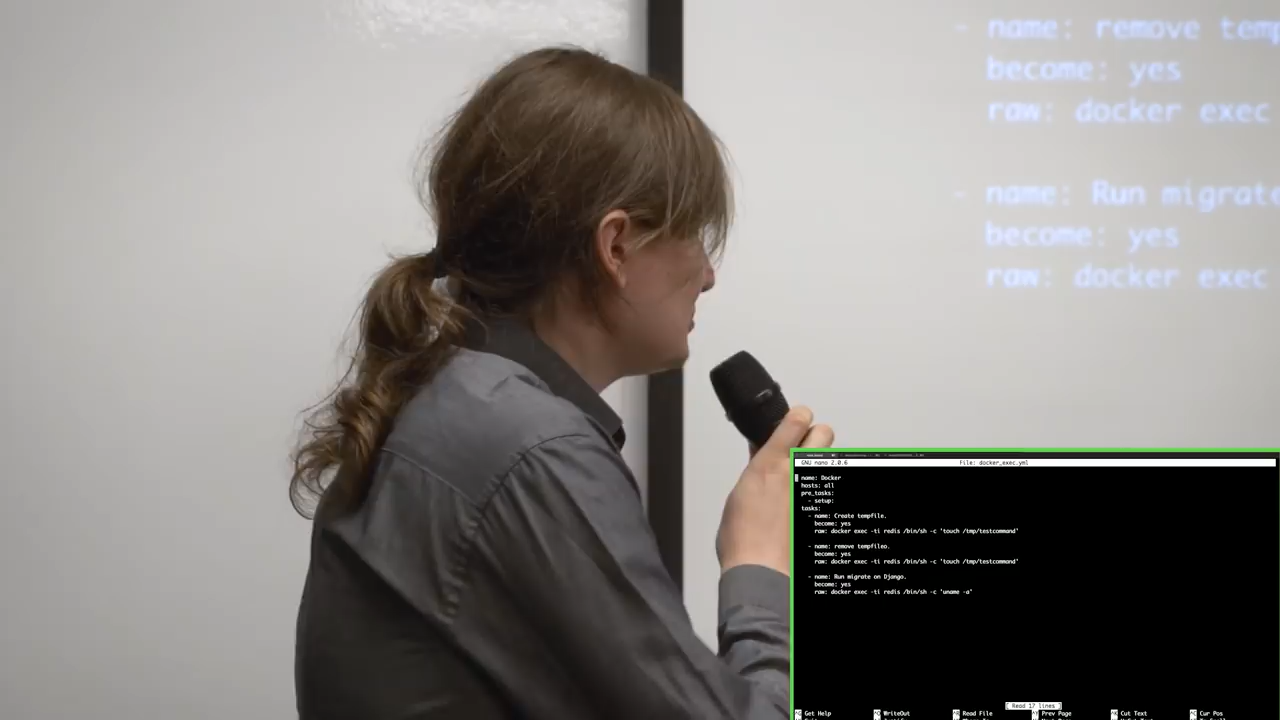 - name: remove temp
become: yes
raw: docker exec
- name: Run migrate
become: yes
raw: docker exec
GNU nano 2.0.6 File: docker_exec.yml
name: Docker
hosts: all
pre_tasks:
- setup:
tasks:
- name: Create tempfile.
become: yes
raw: docker exec -ti redis /bin/sh -c 'touch /tmp/testcommand'
- name: remove tempfileo.
become: yes
raw: docker exec -ti redis /bin/sh -c 'touch /tmp/testcommand'
- name: Run migrate on Django.
become: yes
raw: docker exec -ti redis /bin/sh -c 'uname -a'
[ Read 17 lines ]
^G Get Help ^O WriteOut ^R Read File ^Y Prev Page ^K Cut Text ^C Cur Pos